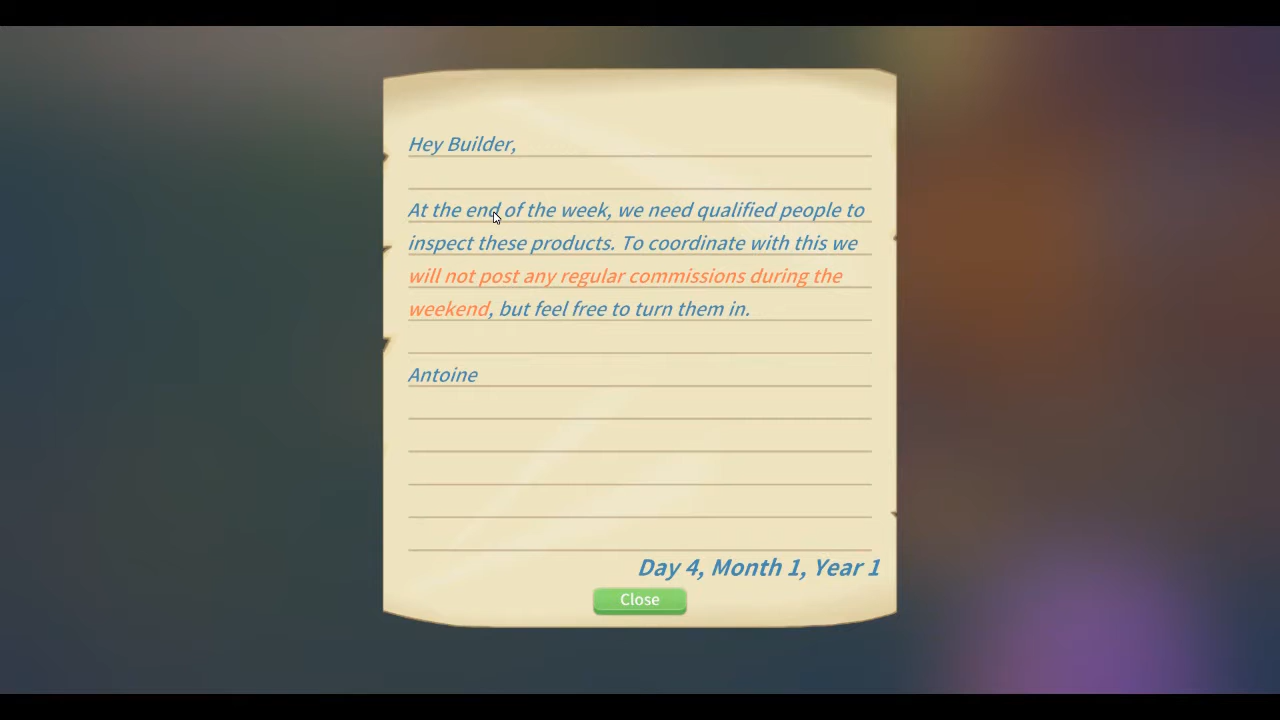 Hey Builder,
At the end of the week, we need qualified people to
inspect these products. To coordinate with this we
will not post any regular commissions during the
weekend, but feel free to turn them in.
Antoine
Day 4, Month 1, Year 1
Close